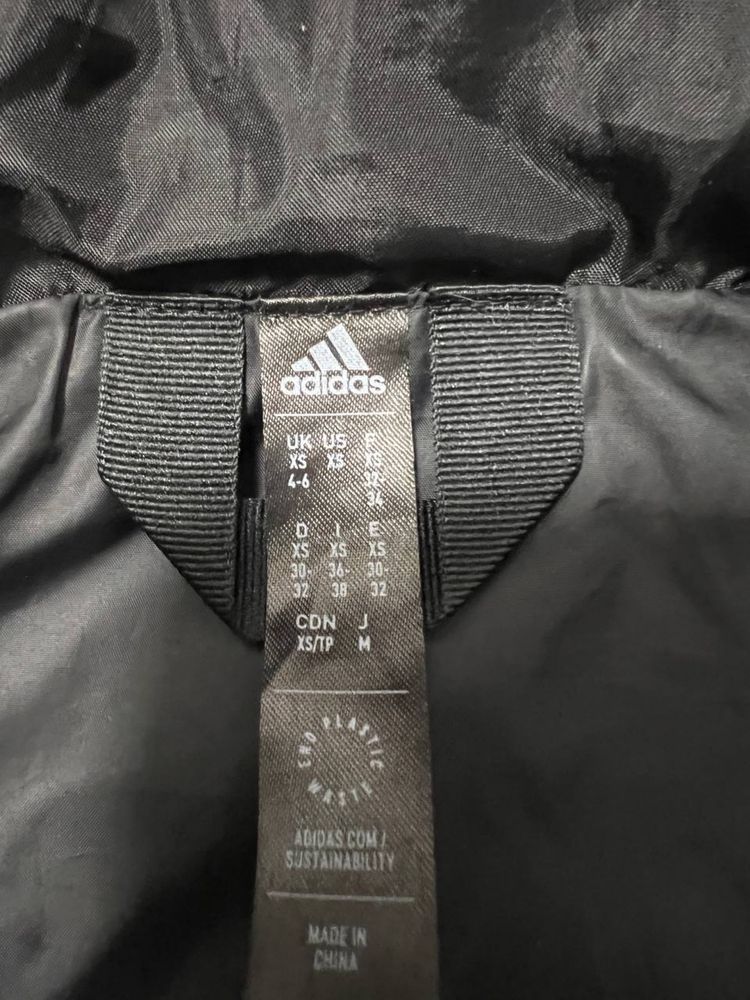 adidas
UK US F
XS XS XS
4-6 32-
34
D I E
XS XS XS
30- 36- 30-
32 38 32
CDN J
XS/TP M
END PLASTIC WASTE
ADIDAS.COM/
SUSTAINABILITY
MADE IN
CHINA